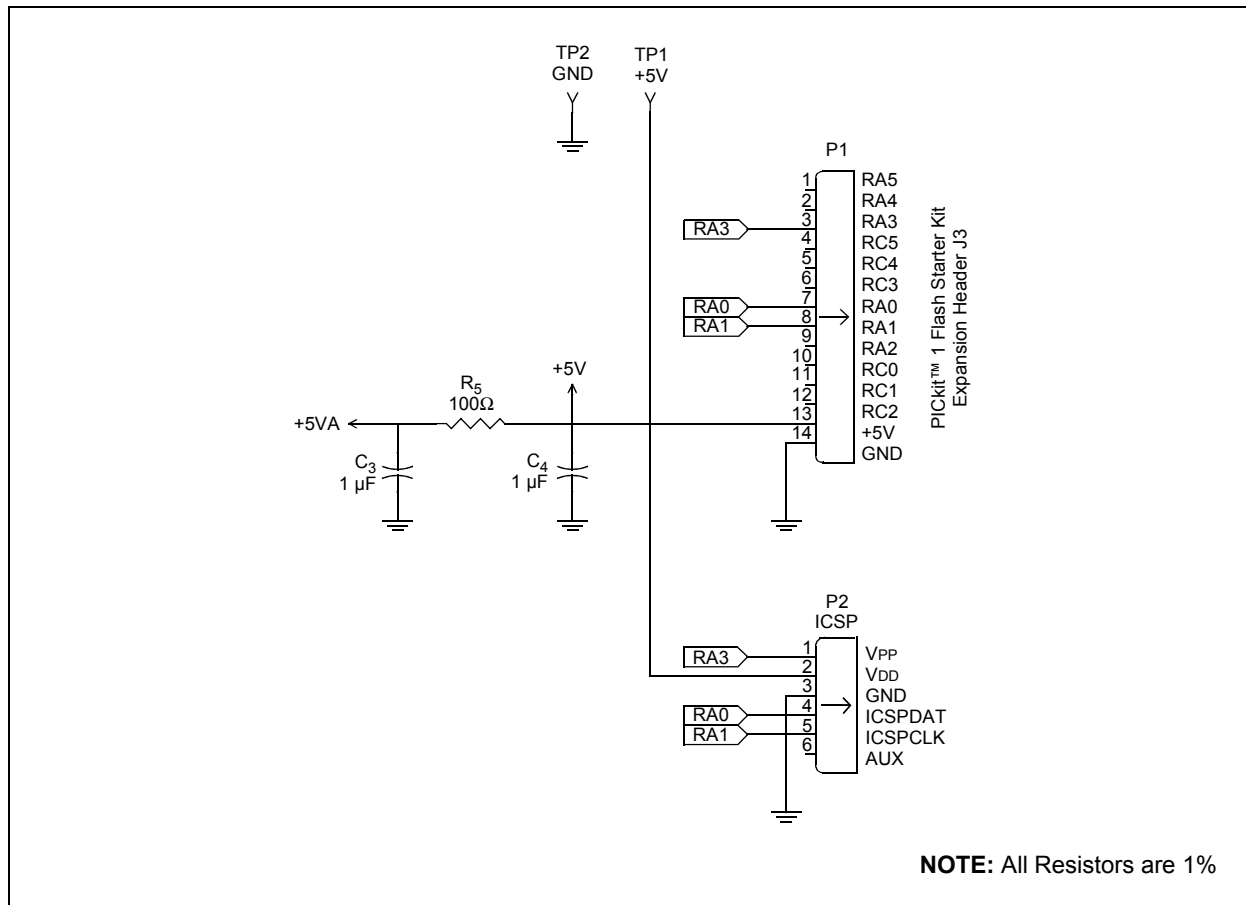 TP2
GND
TP1
+5V
P1
1 RA5
2 RA4
3 RA3
4 RC5
5 RC4
6 RC3
7 RA0
8 RA1
9 RA2
10 RC0
11 RC1
12 RC2
13 +5V
14 GND
RA3
RA0
RA1
PICkit™ 1 Flash Starter Kit
Expansion Header J3
+5V
R5
100Ω
+5VA
C3
1 µF
C4
1 µF
P2
ICSP
1 VPP
2 VDD
3 GND
4 ICSPDAT
5 ICSPCLK
6 AUX
RA3
RA0
RA1
NOTE: All Resistors are 1%